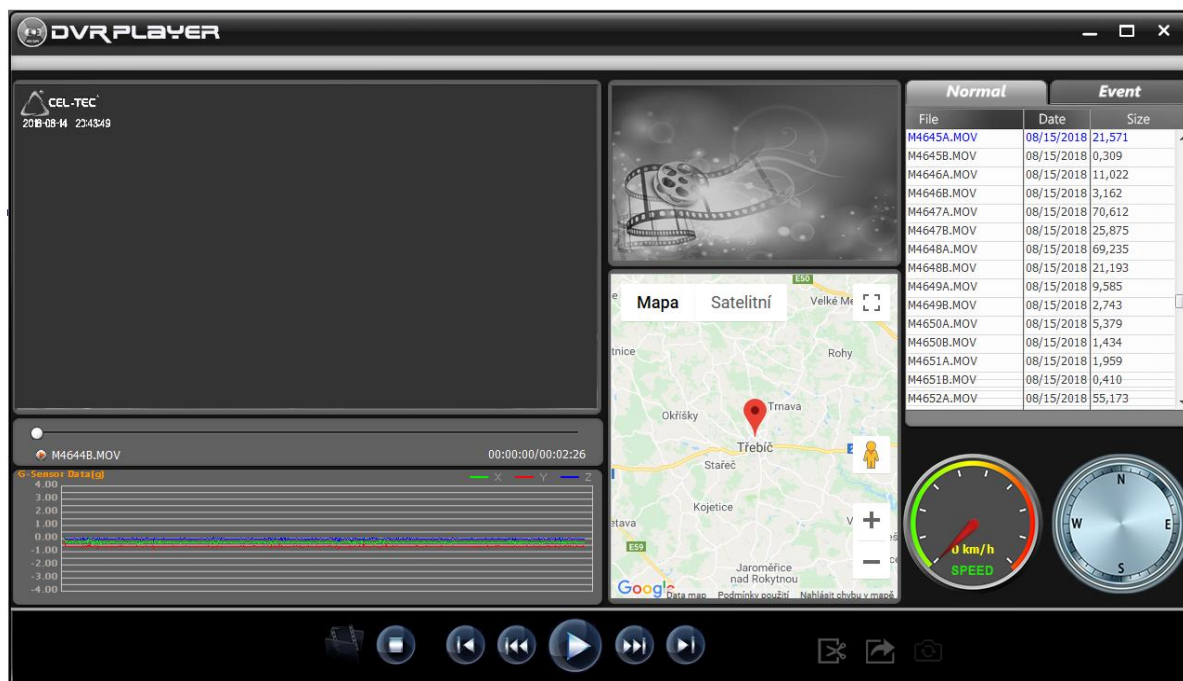 DVR PLAYER
CEL-TEC
2018-08-14 23:43:49
M4644B.MOV 00:00:00/00:02:26
G-Sensor Data(g)
X Y Z
4.00
3.00
2.00
1.00
0.00
-1.00
-2.00
-3.00
-4.00
E50
Mapa Satelitní Velké Me
tnice Rohy
Okříšky Trnava
Třebíč
Stařeč
Kojetice
etava
E59
Jaroměřice
nad Rokytnou
Google Data map Podmínky použití Nahlásit chybu v mapě
Normal Event
File Date Size
M4645A.MOV 08/15/2018 21,571
M4645B.MOV 08/15/2018 0,309
M4646A.MOV 08/15/2018 11,022
M4646B.MOV 08/15/2018 3,162
M4647A.MOV 08/15/2018 70,612
M4647B.MOV 08/15/2018 25,875
M4648A.MOV 08/15/2018 69,235
M4648B.MOV 08/15/2018 21,193
M4649A.MOV 08/15/2018 9,585
M4649B.MOV 08/15/2018 2,743
M4650A.MOV 08/15/2018 5,379
M4650B.MOV 08/15/2018 1,434
M4651A.MOV 08/15/2018 1,959
M4651B.MOV 08/15/2018 0,410
M4652A.MOV 08/15/2018 55,173
0 km/h
SPEED
N
W E
S